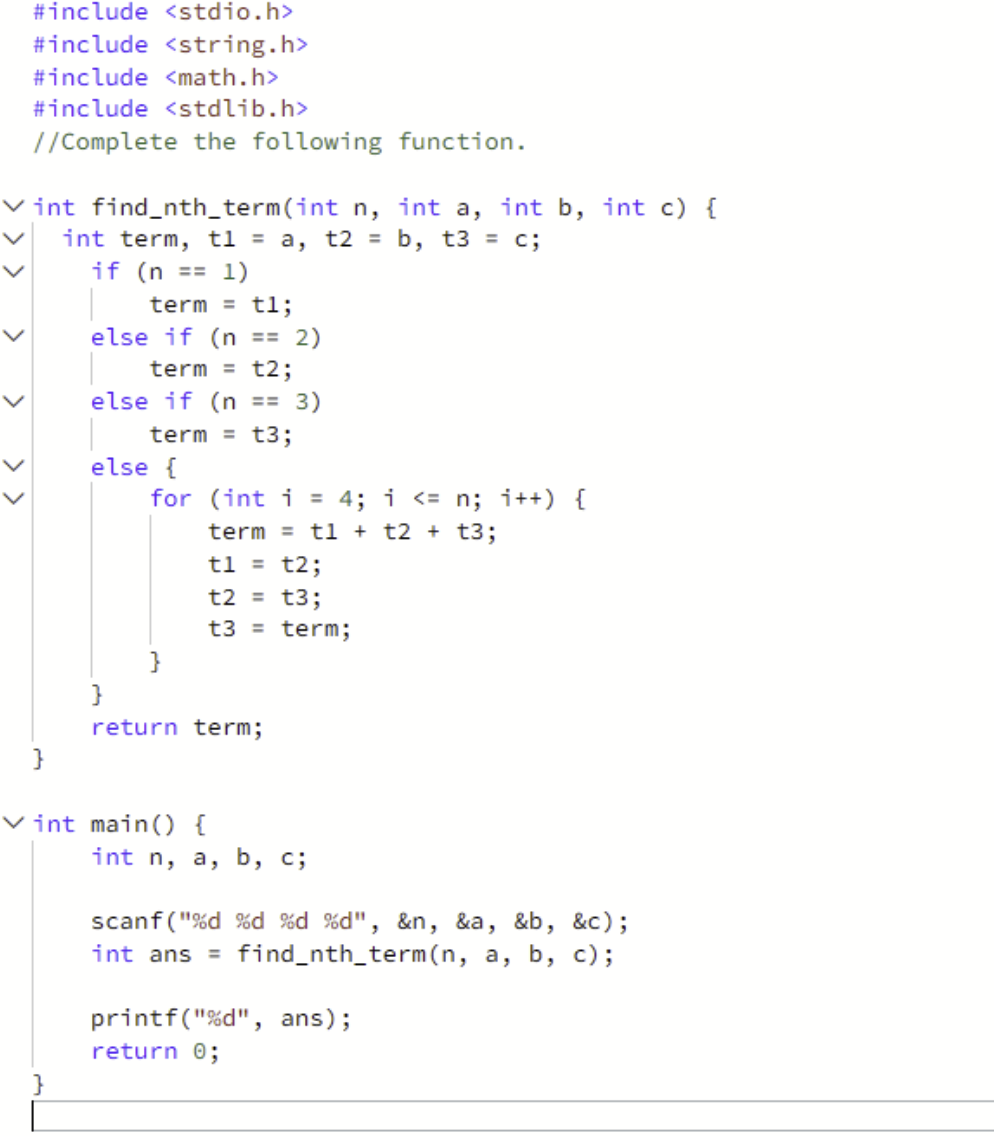 #include <stdio.h>
#include <string.h>
#include <math.h>
#include <stdlib.h>
//Complete the following function.

int find_nth_term(int n, int a, int b, int c) {
  int term, t1 = a, t2 = b, t3 = c;
    if (n == 1)
        term = t1;
    else if (n == 2)
        term = t2;
    else if (n == 3)
        term = t3;
    else {
        for (int i = 4; i <= n; i++) {
            term = t1 + t2 + t3;
            t1 = t2;
            t2 = t3;
            t3 = term;
        }
    }
    return term;
}

int main() {
    int n, a, b, c;

    scanf("%d %d %d %d", &n, &a, &b, &c);
    int ans = find_nth_term(n, a, b, c);

    printf("%d", ans);
    return 0;
}